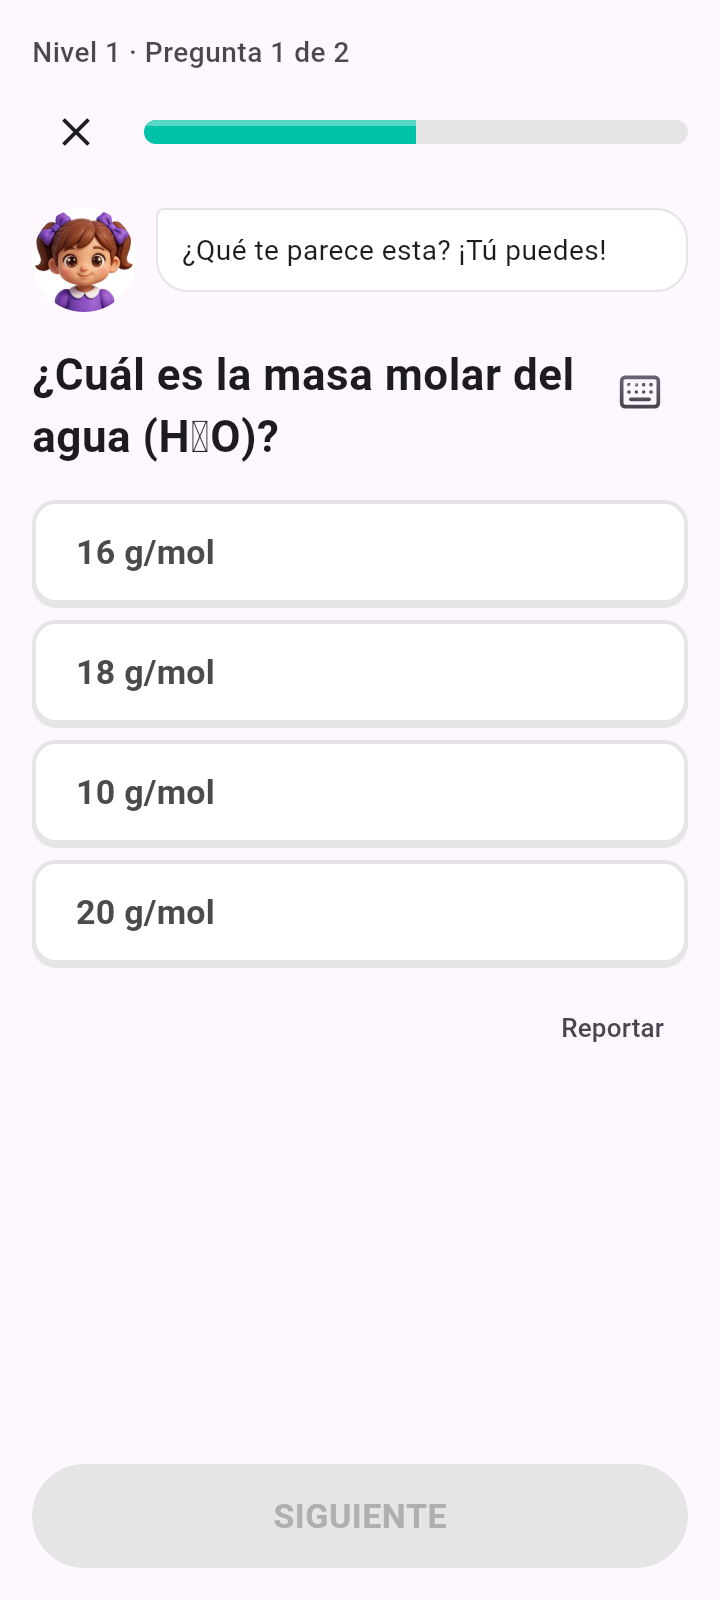 Nivel 1 · Pregunta 1 de 2
¿Qué te parece esta? ¡Tú puedes!
¿Cuál es la masa molar del
agua (H▯O)?
16 g/mol
18 g/mol
10 g/mol
20 g/mol
Reportar
SIGUIENTE